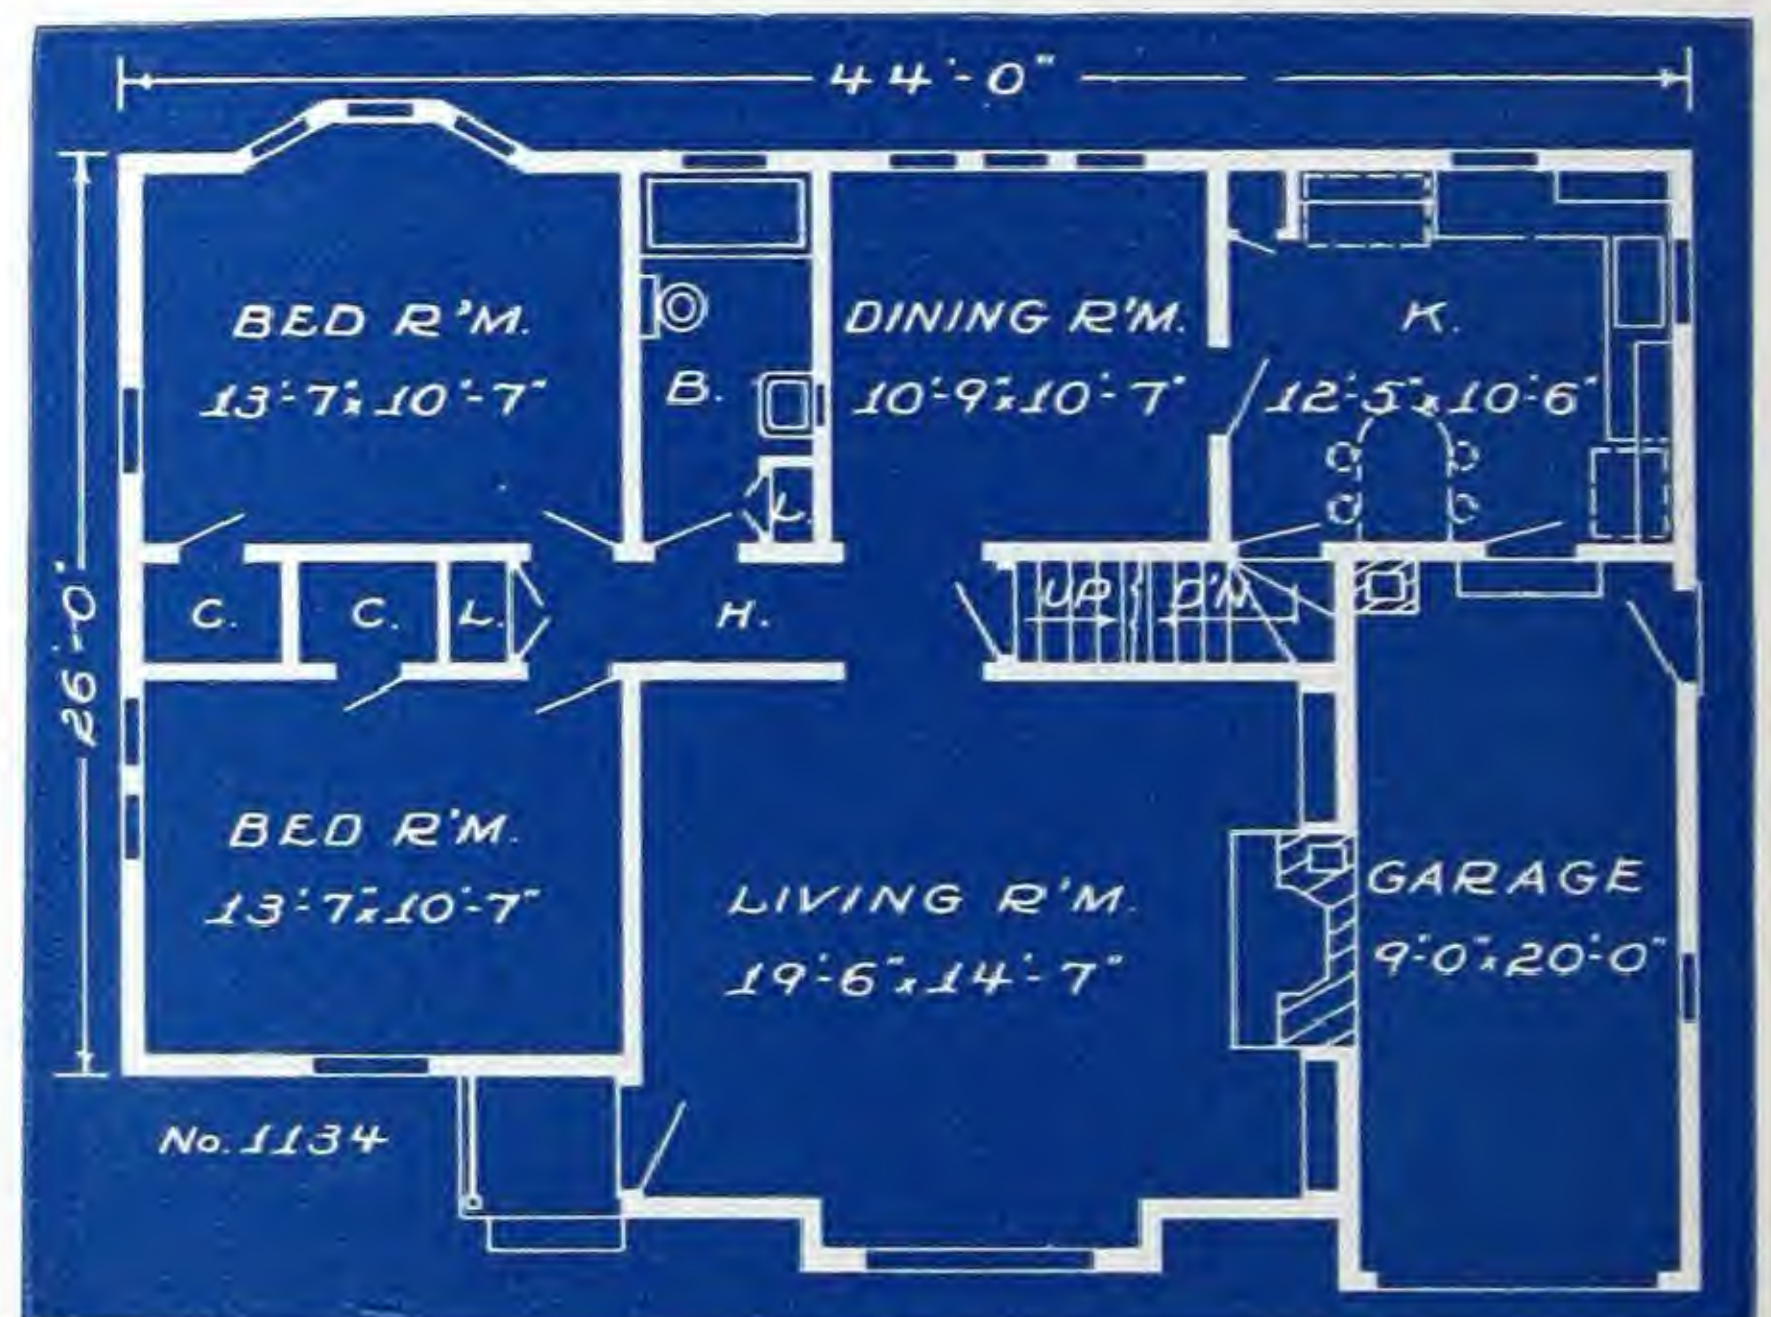 44'-0"
BED R'M.
13'-7"x10'-7"
B.
L.
DINING R'M.
10'-9"x10'-7"
K.
12'-5"x10'-6"
26'-0"
C.
C.
L.
H.
UP
D'N
BED R'M.
13'-7"x10'-7"
LIVING R'M.
19'-6"x14'-7"
GARAGE
9'-0"x20'-0"
No. 1134